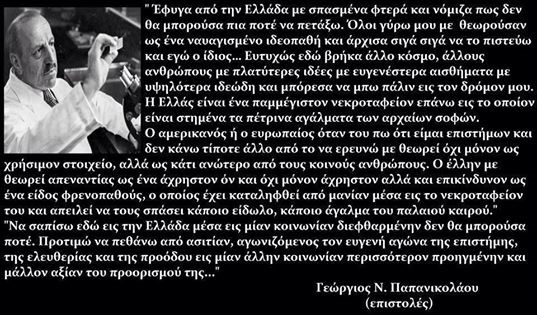 " Έφυγα από την Ελλάδα με σπασμένα φτερά και νόμιζα πως δεν
θα μπορούσα πια ποτέ να πετάξω. Όλοι γύρω μου με θεωρούσαν
ως ένα ναυαγισμένο ιδεοπαθή και άρχισα σιγά σιγά να το πιστεύω
και εγώ ο ίδιος... Ευτυχώς εδώ βρήκα άλλο κόσμο, άλλους
ανθρώπους με πλατύτερες ιδέες με ευγενέστερα αισθήματα με
υψηλότερα ιδεώδη και μπόρεσα να μπω πάλιν εις τον δρόμον μου.
Η Ελλάς είναι ένα παμμέγιστον νεκροταφείον επάνω εις το οποίον
είναι στημένα τα πέτρινα αγάλματα των αρχαίων σοφών.
Ο αμερικανός ή ο ευρωπαίος όταν του πω ότι είμαι επιστήμων και
δεν κάνω τίποτε άλλο από το να ερευνώ με θεωρεί όχι μόνον ως
χρήσιμον στοιχείο, αλλά ως κάτι ανώτερο από τους κοινούς ανθρώπους. Ο έλλην με
θεωρεί απεναντίας ως ένα άχρηστον όν και όχι μόνον άχρηστον αλλά και επικίνδυνον ως
ένα είδος φρενοπαθούς, ο οποίος έχει καταληφθεί από μανίαν μέσα εις το νεκροταφείον
του και απειλεί να τους σπάσει κάποιο είδωλο, κάποιο άγαλμα του παλαιού καιρού."
"Να σαπίσω εδώ εις την Ελλάδα μέσα εις μίαν κοινωνίαν διεφθαρμένην δεν θα μπορούσα
ποτέ. Προτιμώ να πεθάνω από ασιτίαν, αγωνιζόμενος τον ευγενή αγώνα της επιστήμης,
της ελευθερίας και της προόδου εις μίαν άλλην κοινωνίαν περισσότερον προηγμένην και
μάλλον αξίαν του προορισμού της..."
Γεώργιος Ν. Παπανικολάου
(επιστολές)